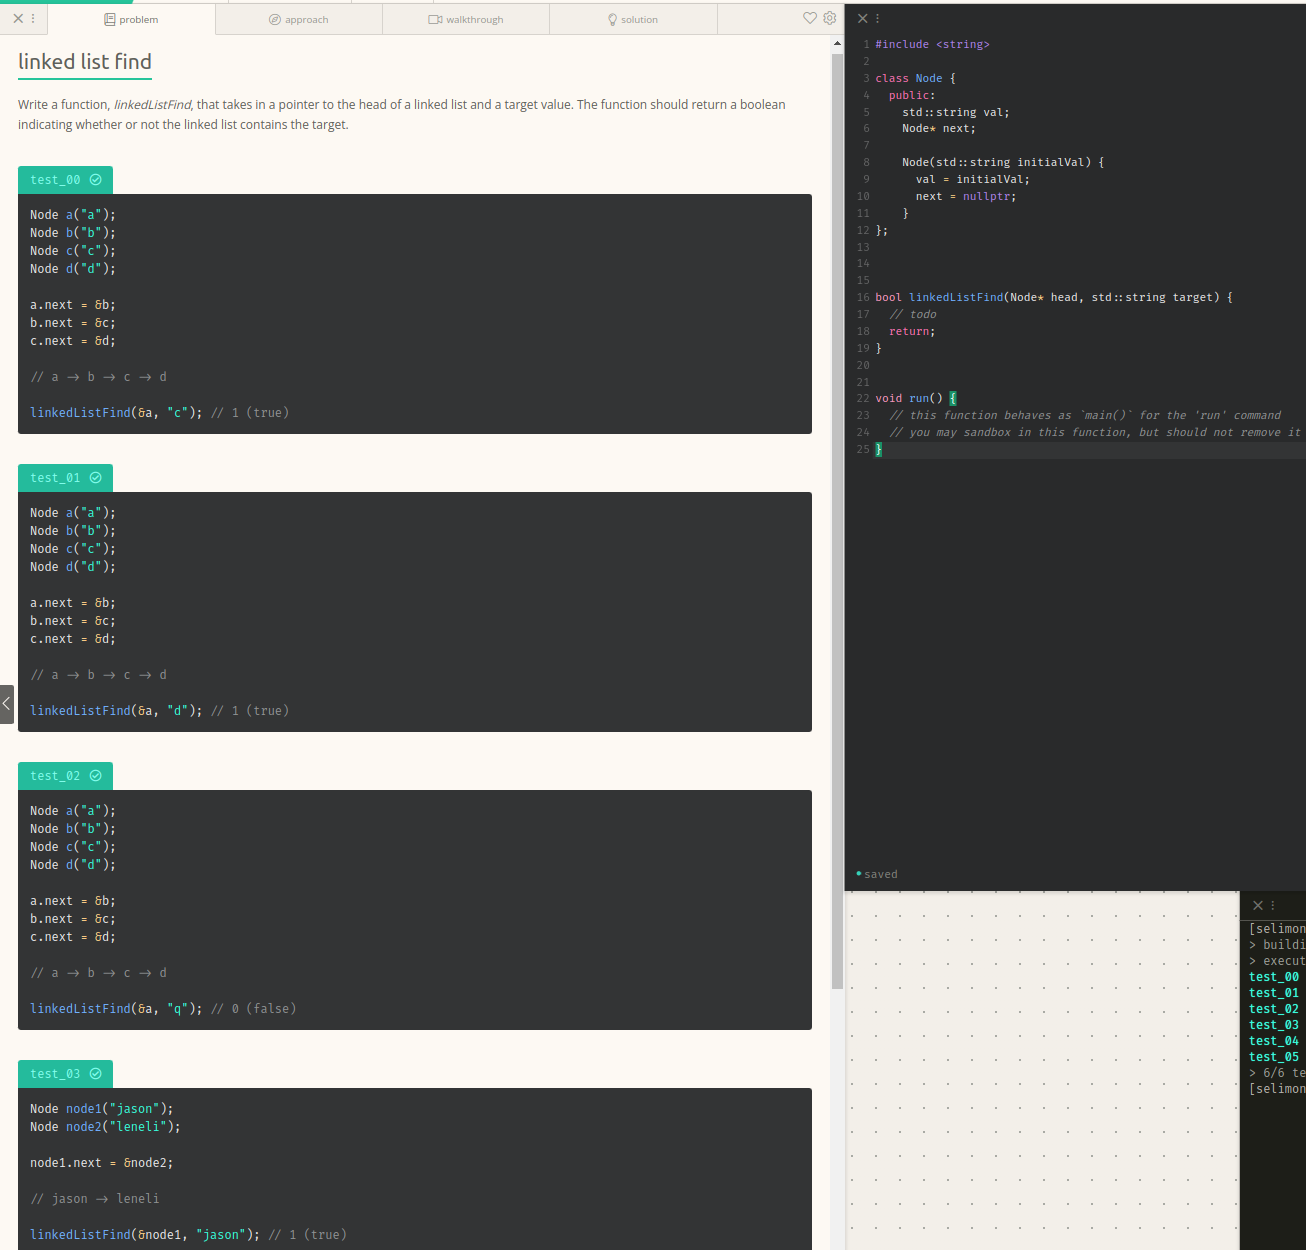 problem
approach
walkthrough
solution
linked list find
Write a function, linkedListFind, that takes in a pointer to the head of a linked list and a target value. The function should return a boolean
indicating whether or not the linked list contains the target.
test_00
Node a("a");
Node b("b");
Node c("c");
Node d("d");
a.next = &b;
b.next = &c;
c.next = &d;
// a -> b -> c -> d
linkedListFind(&a, "c"); // 1 (true)
test_01
Node a("a");
Node b("b");
Node c("c");
Node d("d");
a.next = &b;
b.next = &c;
c.next = &d;
// a -> b -> c -> d
linkedListFind(&a, "d"); // 1 (true)
test_02
Node a("a");
Node b("b");
Node c("c");
Node d("d");
a.next = &b;
b.next = &c;
c.next = &d;
// a -> b -> c -> d
linkedListFind(&a, "q"); // 0 (false)
test_03
Node node1("jason");
Node node2("leneli");
node1.next = &node2;
// jason -> leneli
linkedListFind(&node1, "jason"); // 1 (true)
1 #include <string>
2
3 class Node {
4 public:
5 std::string val;
6 Node* next;
7
8 Node(std::string initialVal) {
9 val = initialVal;
10 next = nullptr;
11 }
12 };
13
14
15
16 bool linkedListFind(Node* head, std::string target) {
17 // todo
18 return;
19 }
20
21
22 void run() {
23 // this function behaves as `main()` for the 'run' command
24 // you may sandbox in this function, but should not remove it
25 }
saved
[selimon
> buildi
> execut
test_00
test_01
test_02
test_03
test_04
test_05
> 6/6 te
[selimon